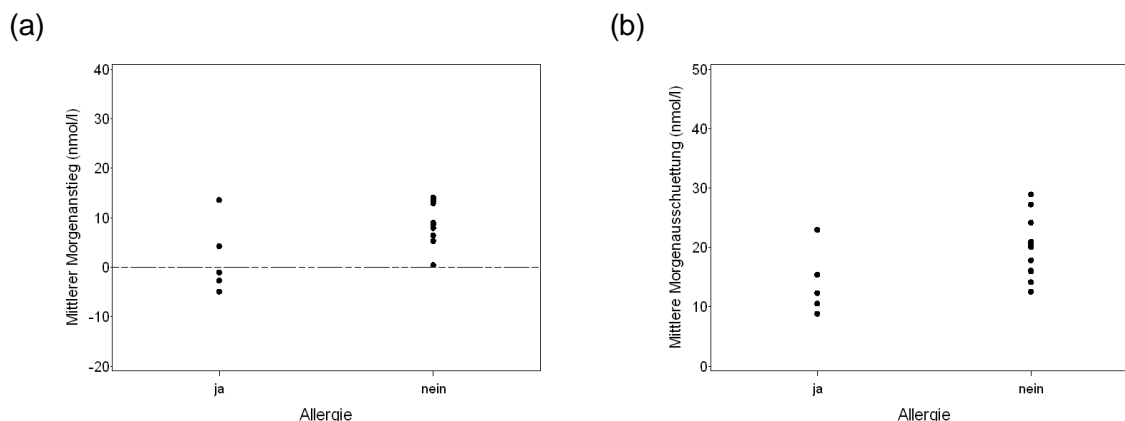 (a)
Mittlerer Morgenanstieg (nmol/l)
40
30
20
10
0
-10
-20
ja
nein
Allergie
(b)
Mittlere Morgenausschuettung (nmol/l)
50
40
30
20
10
0
ja
nein
Allergie